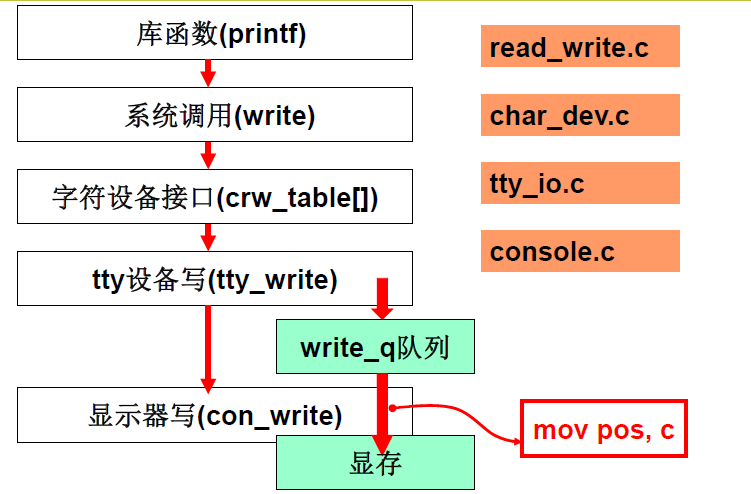 库函数(printf)
系统调用(write)
字符设备接口(crw_table[])
tty设备写(tty_write)
write_q队列
显示器写(con_write)
显存
mov pos, c
read_write.c
char_dev.c
tty_io.c
console.c